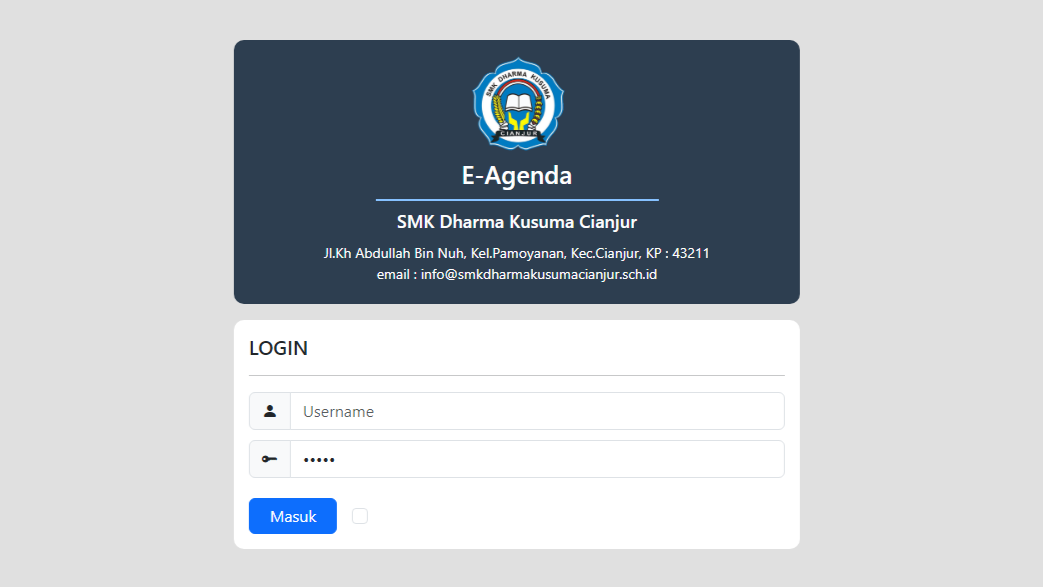 SMK DHARMA KUSUMA
CIANJUR
E-Agenda
SMK Dharma Kusuma Cianjur
Jl.Kh Abdullah Bin Nuh, Kel.Pamoyanan, Kec.Cianjur, KP : 43211
email : info@smkdharmakusumacianjur.sch.id
LOGIN
Username
•••••
Masuk